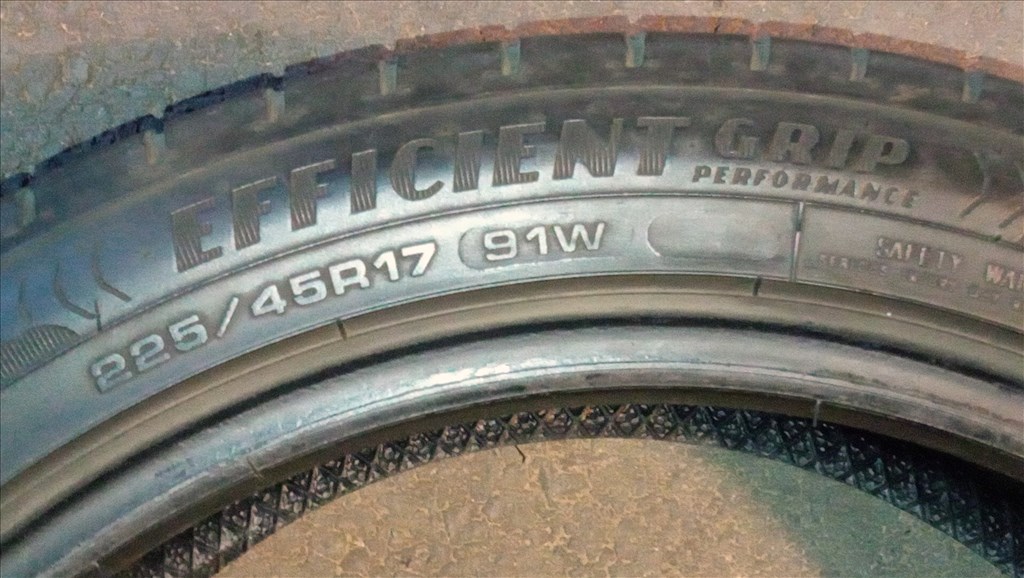 EFFICIENT GRIP
PERFORMANCE
225/45R17 91W
SAFETY